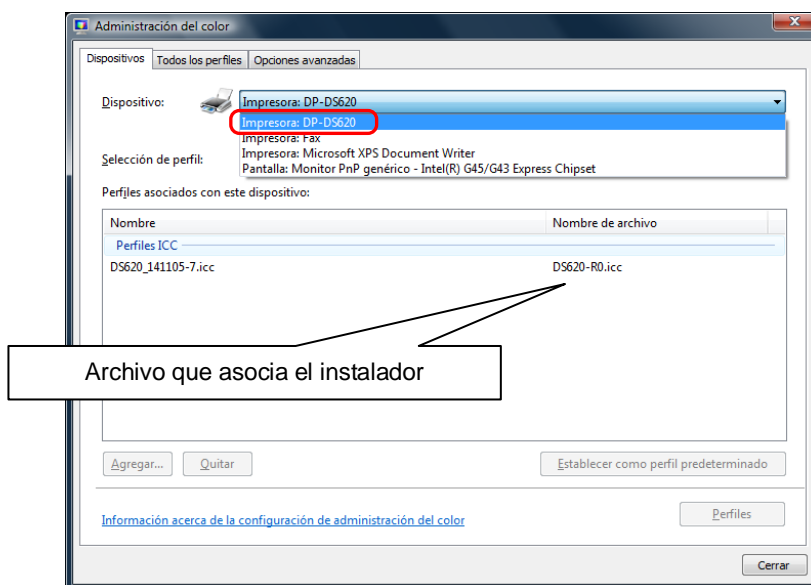 Administración del color
Dispositivos Todos los perfiles Opciones avanzadas
Dispositivo: Impresora: DP-DS620
Impresora: DP-DS620
Impresora: Fax
Impresora: Microsoft XPS Document Writer
Selección de perfil:
Pantalla: Monitor PnP genérico - Intel(R) G45/G43 Express Chipset
Perfiles asociados con este dispositivo:
Nombre Nombre de archivo
Perfiles ICC
DS620_141105-7.icc DS620-R0.icc
Archivo que asocia el instalador
Agregar... Quitar Establecer como perfil predeterminado
Información acerca de la configuración de administración del color Perfiles
Cerrar